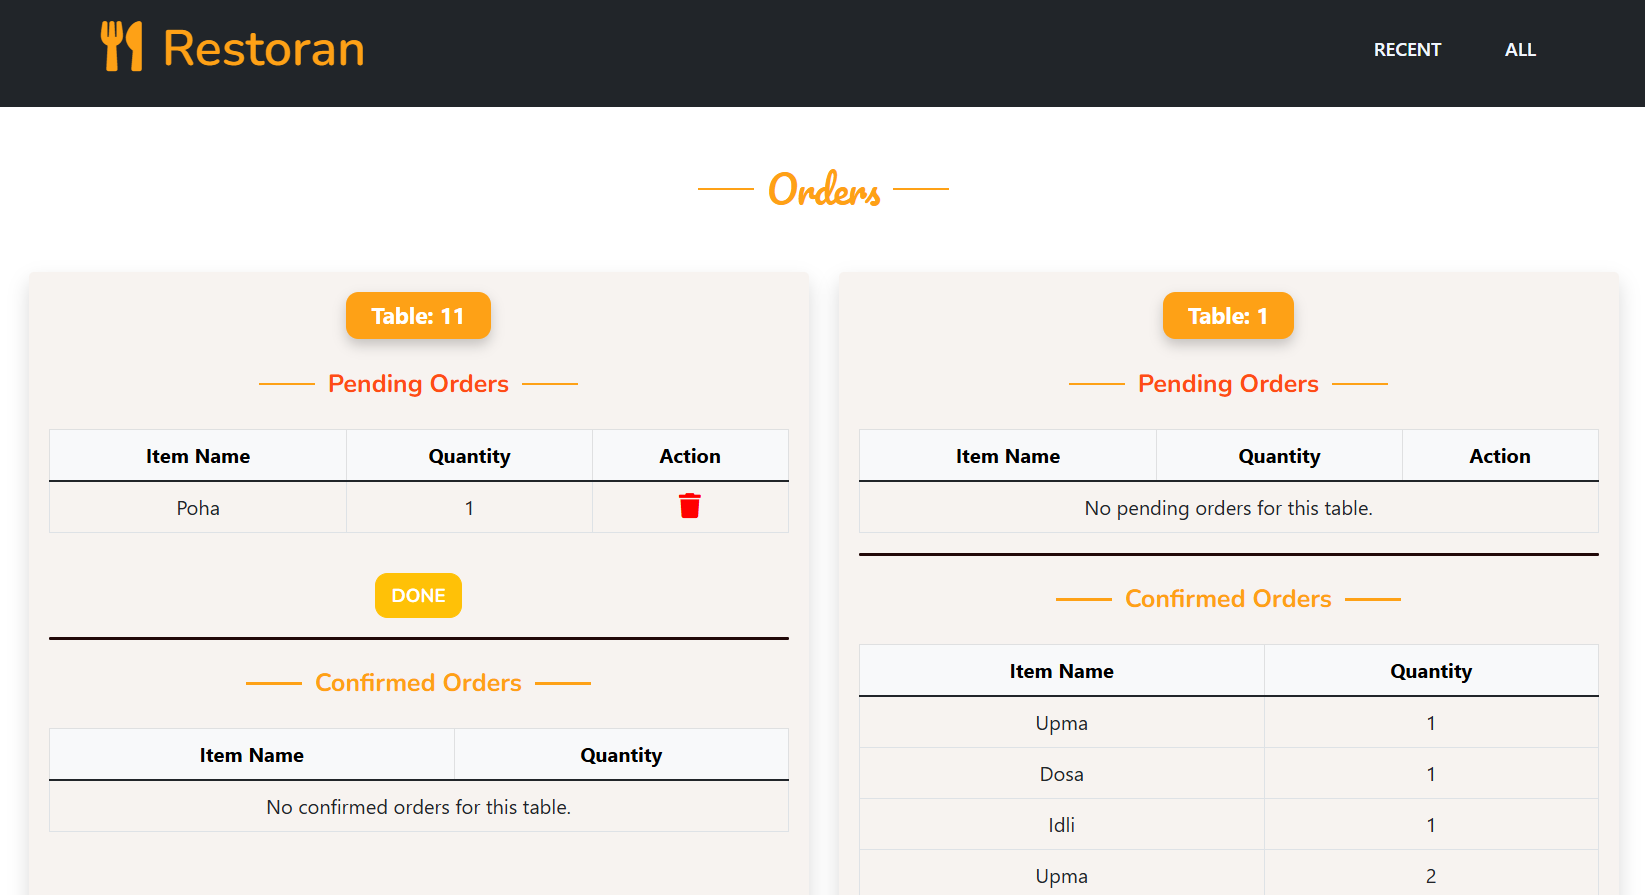 Restoran
RECENT ALL
Orders
Table: 11
Pending Orders
Item Name Quantity Action
Poha 1
DONE
Confirmed Orders
Item Name Quantity
No confirmed orders for this table.
Table: 1
Pending Orders
Item Name Quantity Action
No pending orders for this table.
Confirmed Orders
Item Name Quantity
Upma 1
Dosa 1
Idli 1
Upma 2